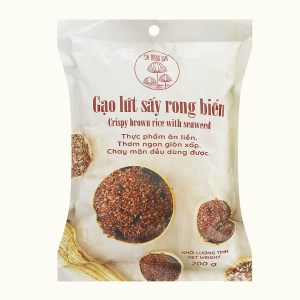 Gạo lứt sấy rong biển
Crispy brown rice with seaweed
Thực phẩm ăn liền.
Thơm ngon giòn xốp.
Chay mặn đều dùng được.
KHỐI LƯỢNG TỊNH
NET WEIGHT
200 g